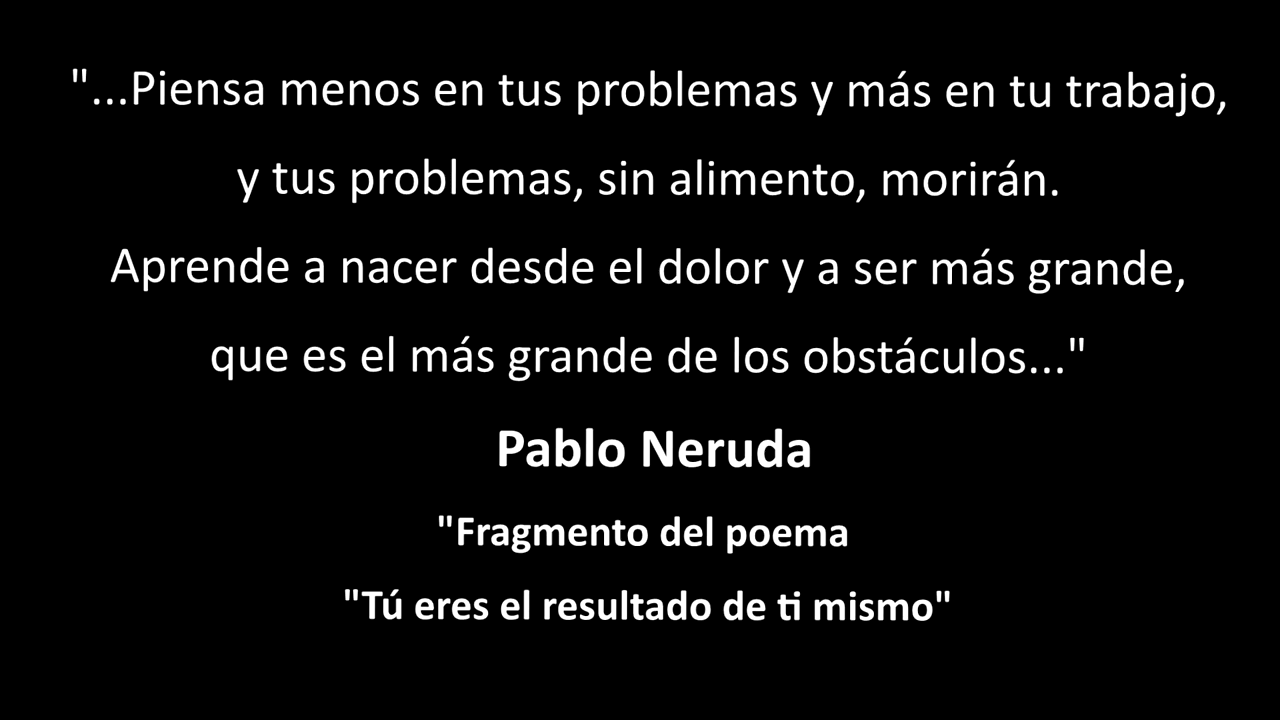 "...Piensa menos en tus problemas y más en tu trabajo,
y tus problemas, sin alimento, morirán.
Aprende a nacer desde el dolor y a ser más grande,
que es el más grande de los obstáculos..."
Pablo Neruda
"Fragmento del poema
"Tú eres el resultado de ti mismo"